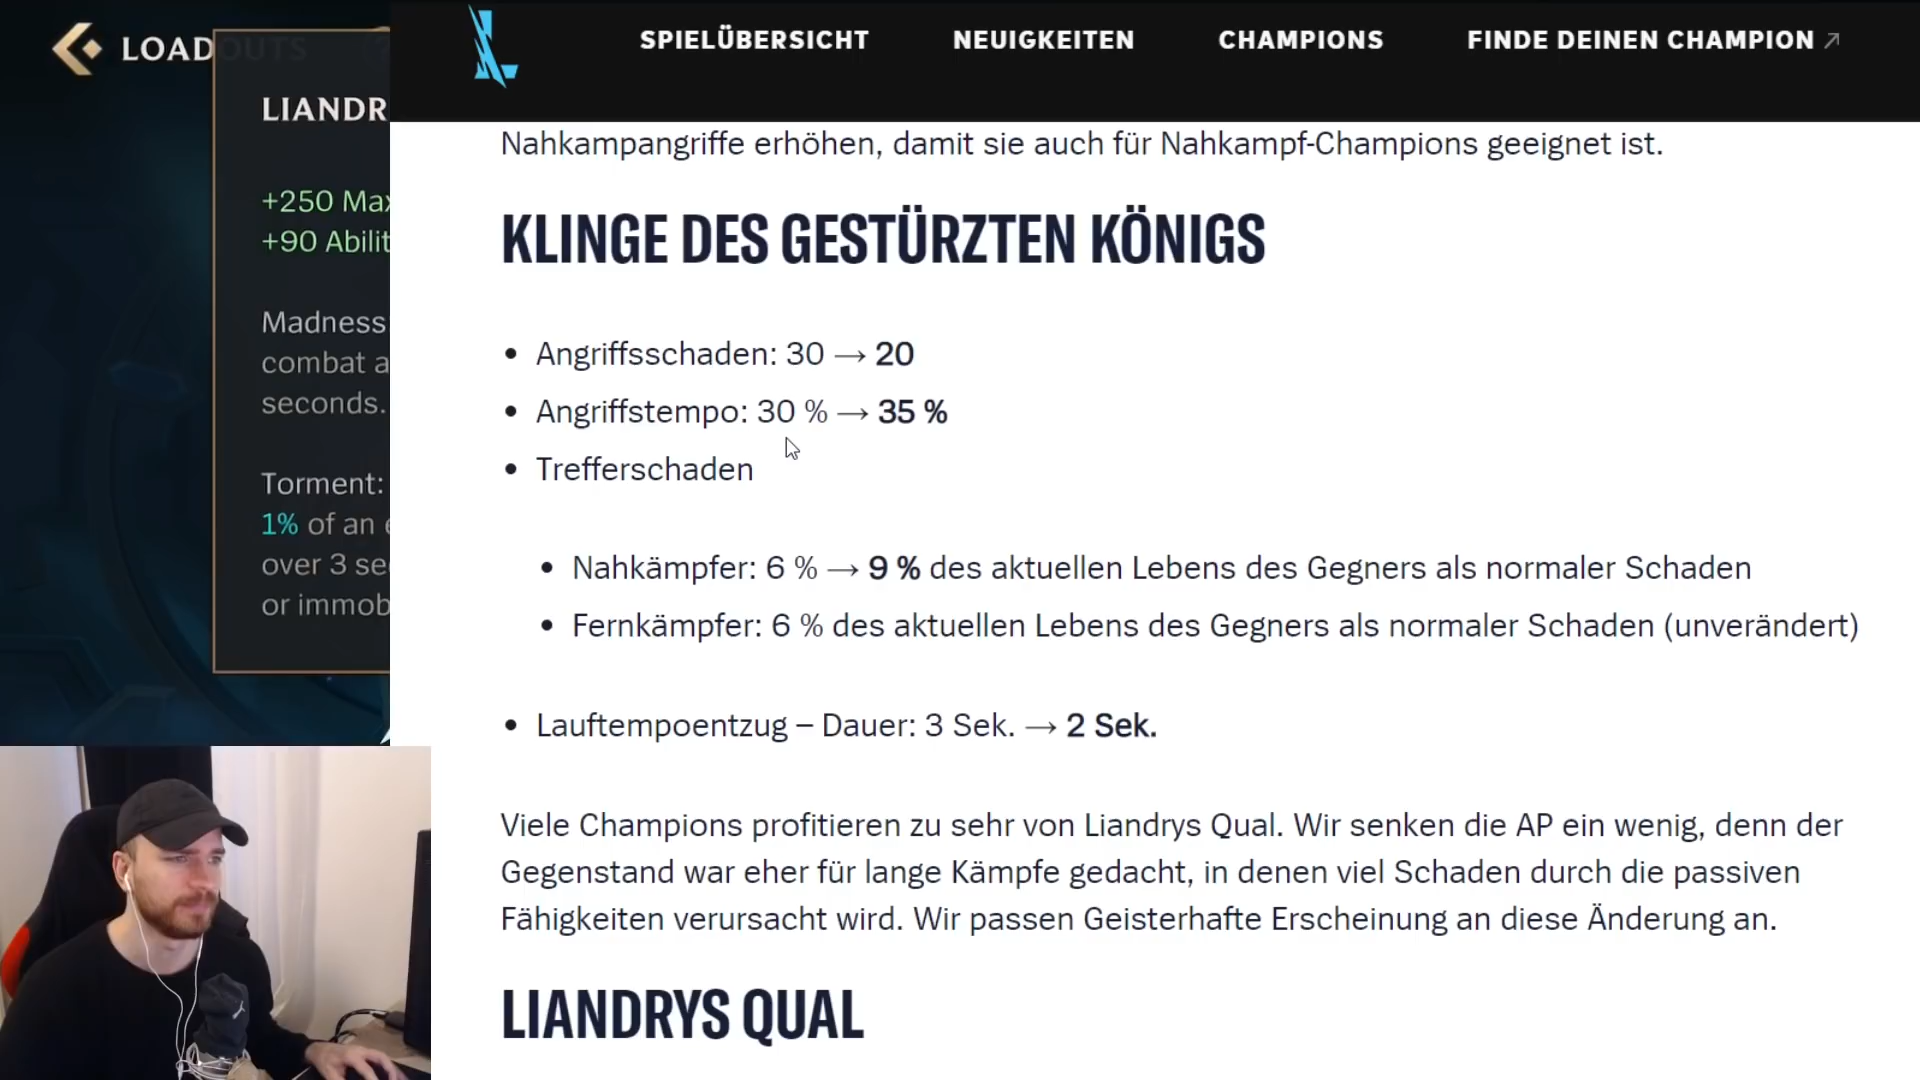 LOADOUTS
LIANDR
+250 Max
+90 Abilit
Madness
combat a
seconds.
Torment:
1% of an e
over 3 se
or immob
SPIELÜBERSICHT
NEUIGKEITEN
CHAMPIONS
FINDE DEINEN CHAMPION
Nahkampangriffe erhöhen, damit sie auch für Nahkampf-Champions geeignet ist.
KLINGE DES GESTÜRZTEN KÖNIGS
• Angriffsschaden: 30 → 20
• Angriffstempo: 30 % → 35 %
• Trefferschaden
• Nahkämpfer: 6 % → 9 % des aktuellen Lebens des Gegners als normaler Schaden
• Fernkämpfer: 6 % des aktuellen Lebens des Gegners als normaler Schaden (unverändert)
• Lauftempoentzug – Dauer: 3 Sek. → 2 Sek.
Viele Champions profitieren zu sehr von Liandrys Qual. Wir senken die AP ein wenig, denn der
Gegenstand war eher für lange Kämpfe gedacht, in denen viel Schaden durch die passiven
Fähigkeiten verursacht wird. Wir passen Geisterhafte Erscheinung an diese Änderung an.
LIANDRYS QUAL